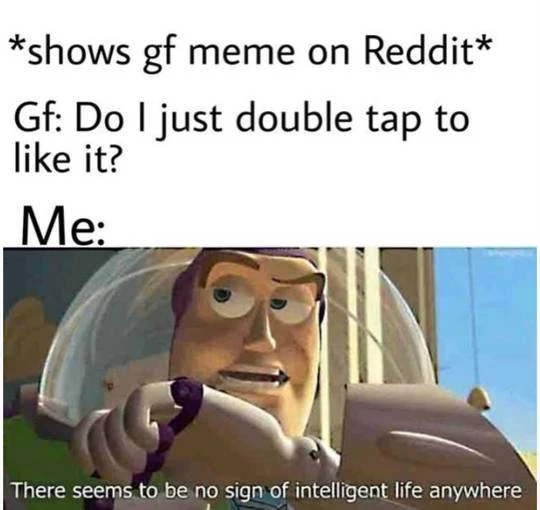 *shows gf meme on Reddit*
Gf: Do I just double tap to
like it?
Me:
There seems to be no sign of intelligent life anywhere